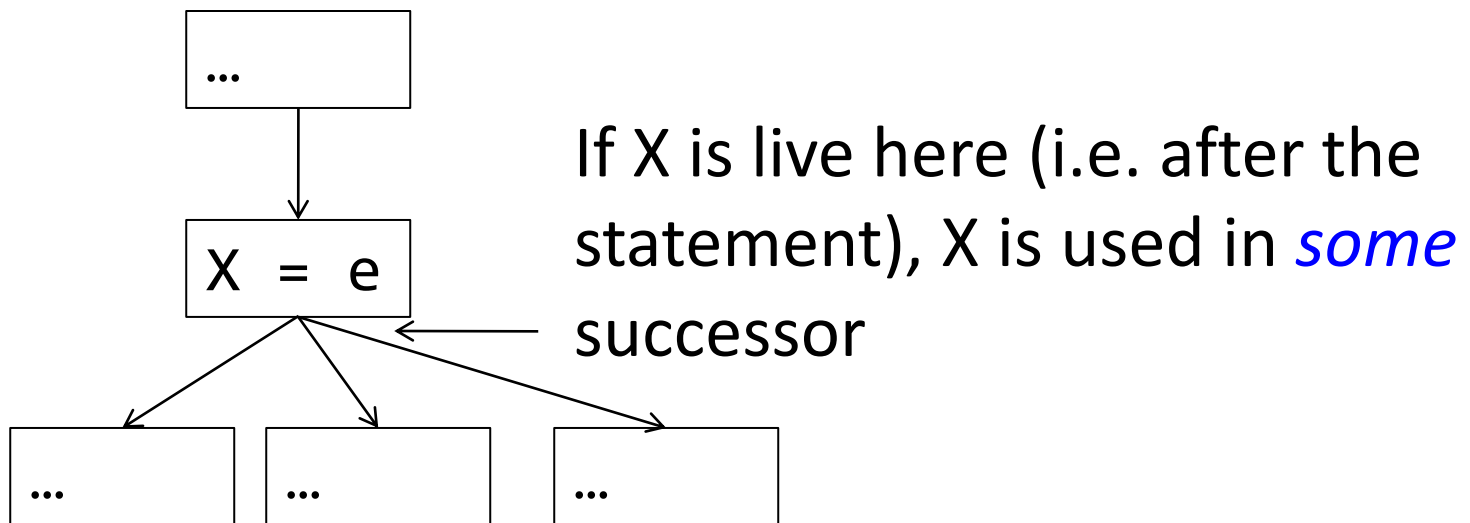 …
If X is live here (i.e. after the
statement), X is used in some
successor
X = e
… … …